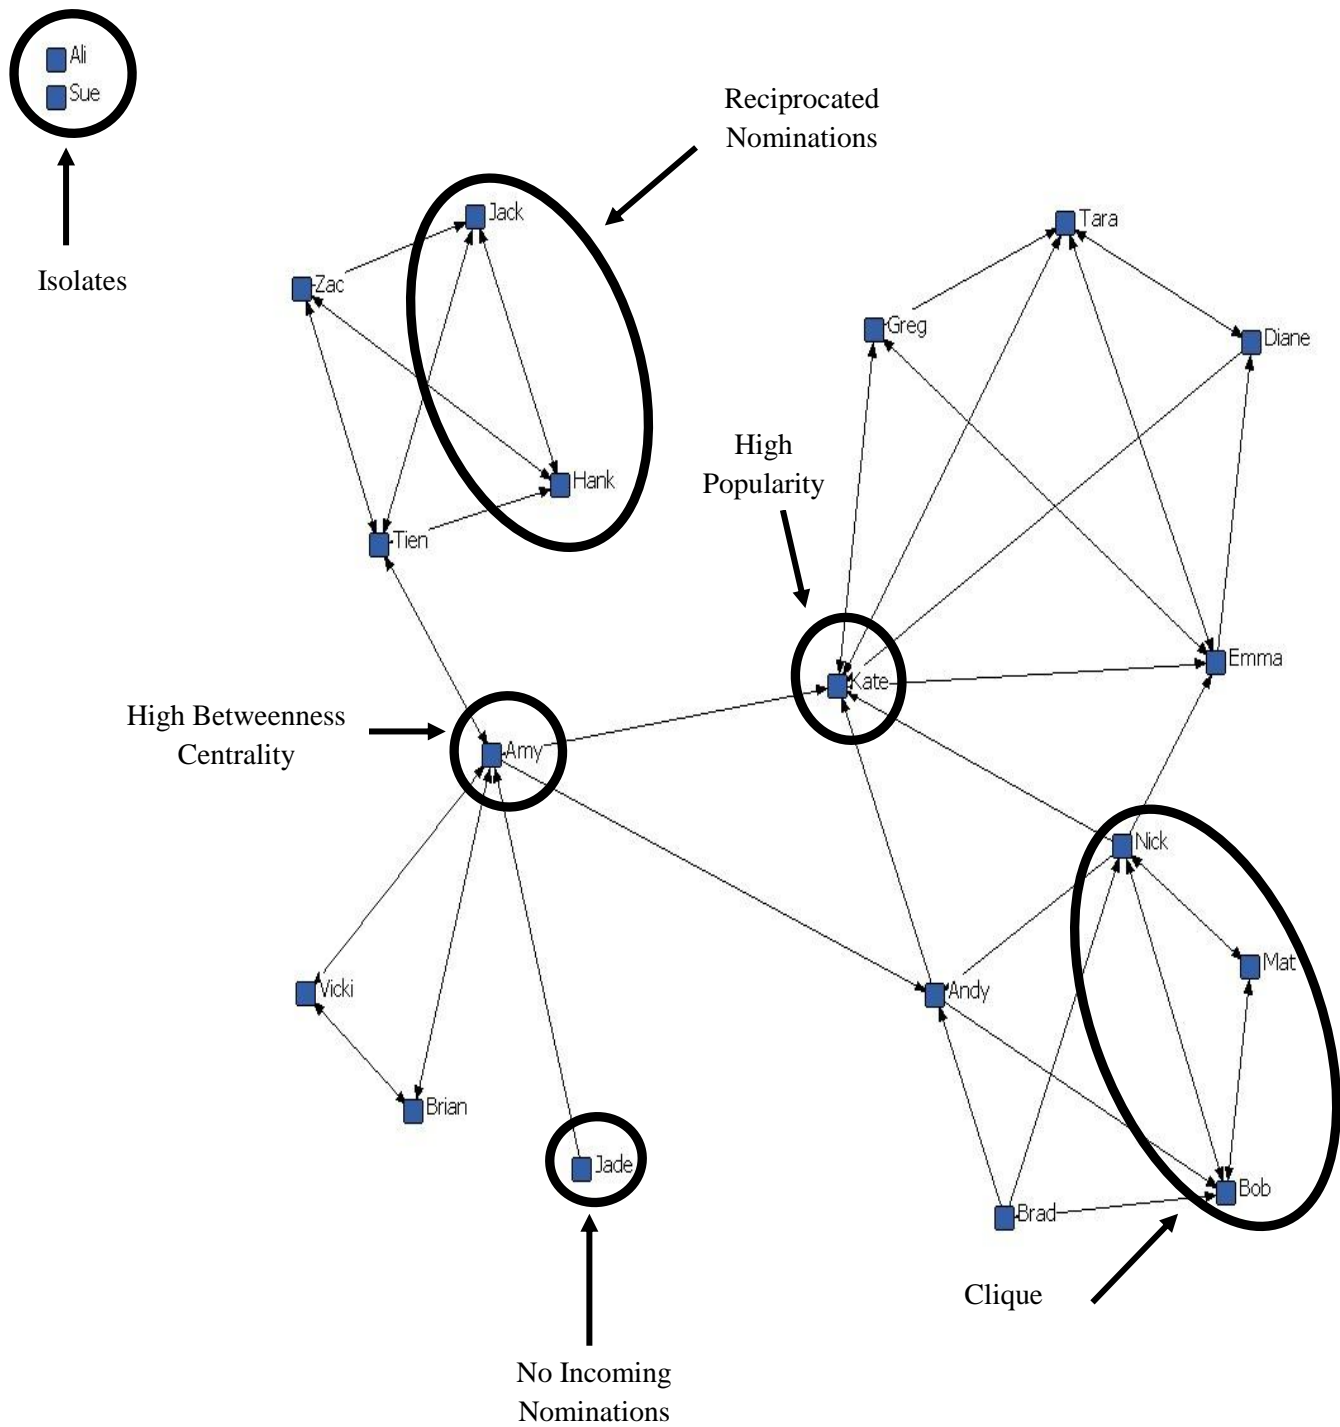 Ali
Sue
Isolates
Reciprocated
Nominations
Jack
Zac
Hank
Tien
Tara
Greg
Diane
High
Popularity
Kate
Emma
High Betweenness
Centrality
Amy
Nick
Mat
Andy
Bob
Brad
Clique
Vicki
Brian
Jade
No Incoming
Nominations